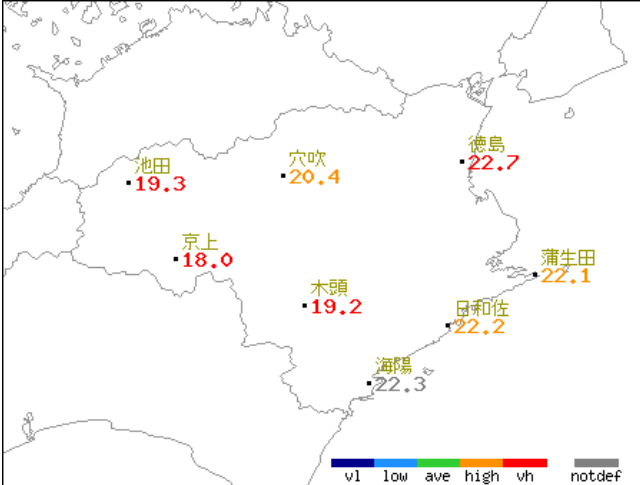 徳島
22.7
穴吹
20.4
池田
19.3
京上
18.0
蒲生田
22.1
木頭
19.2
日和佐
22.2
海陽
22.3
vl low ave high vh notdef